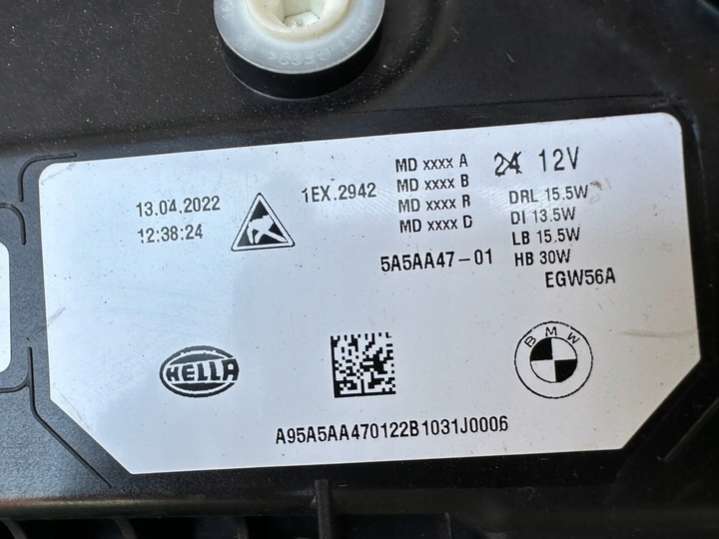 13.04.2022
12:38:24
1EX.2942
MD xxxx A
MD xxxx B
MD xxxx R
MD xxxx D
24 12V
DRL 15.5W
DI 13.5W
LB 15.5W
HB 30W
5A5AA47-01
EGW56A
HELLA
BMW
A95A5AA470122B1031J0006